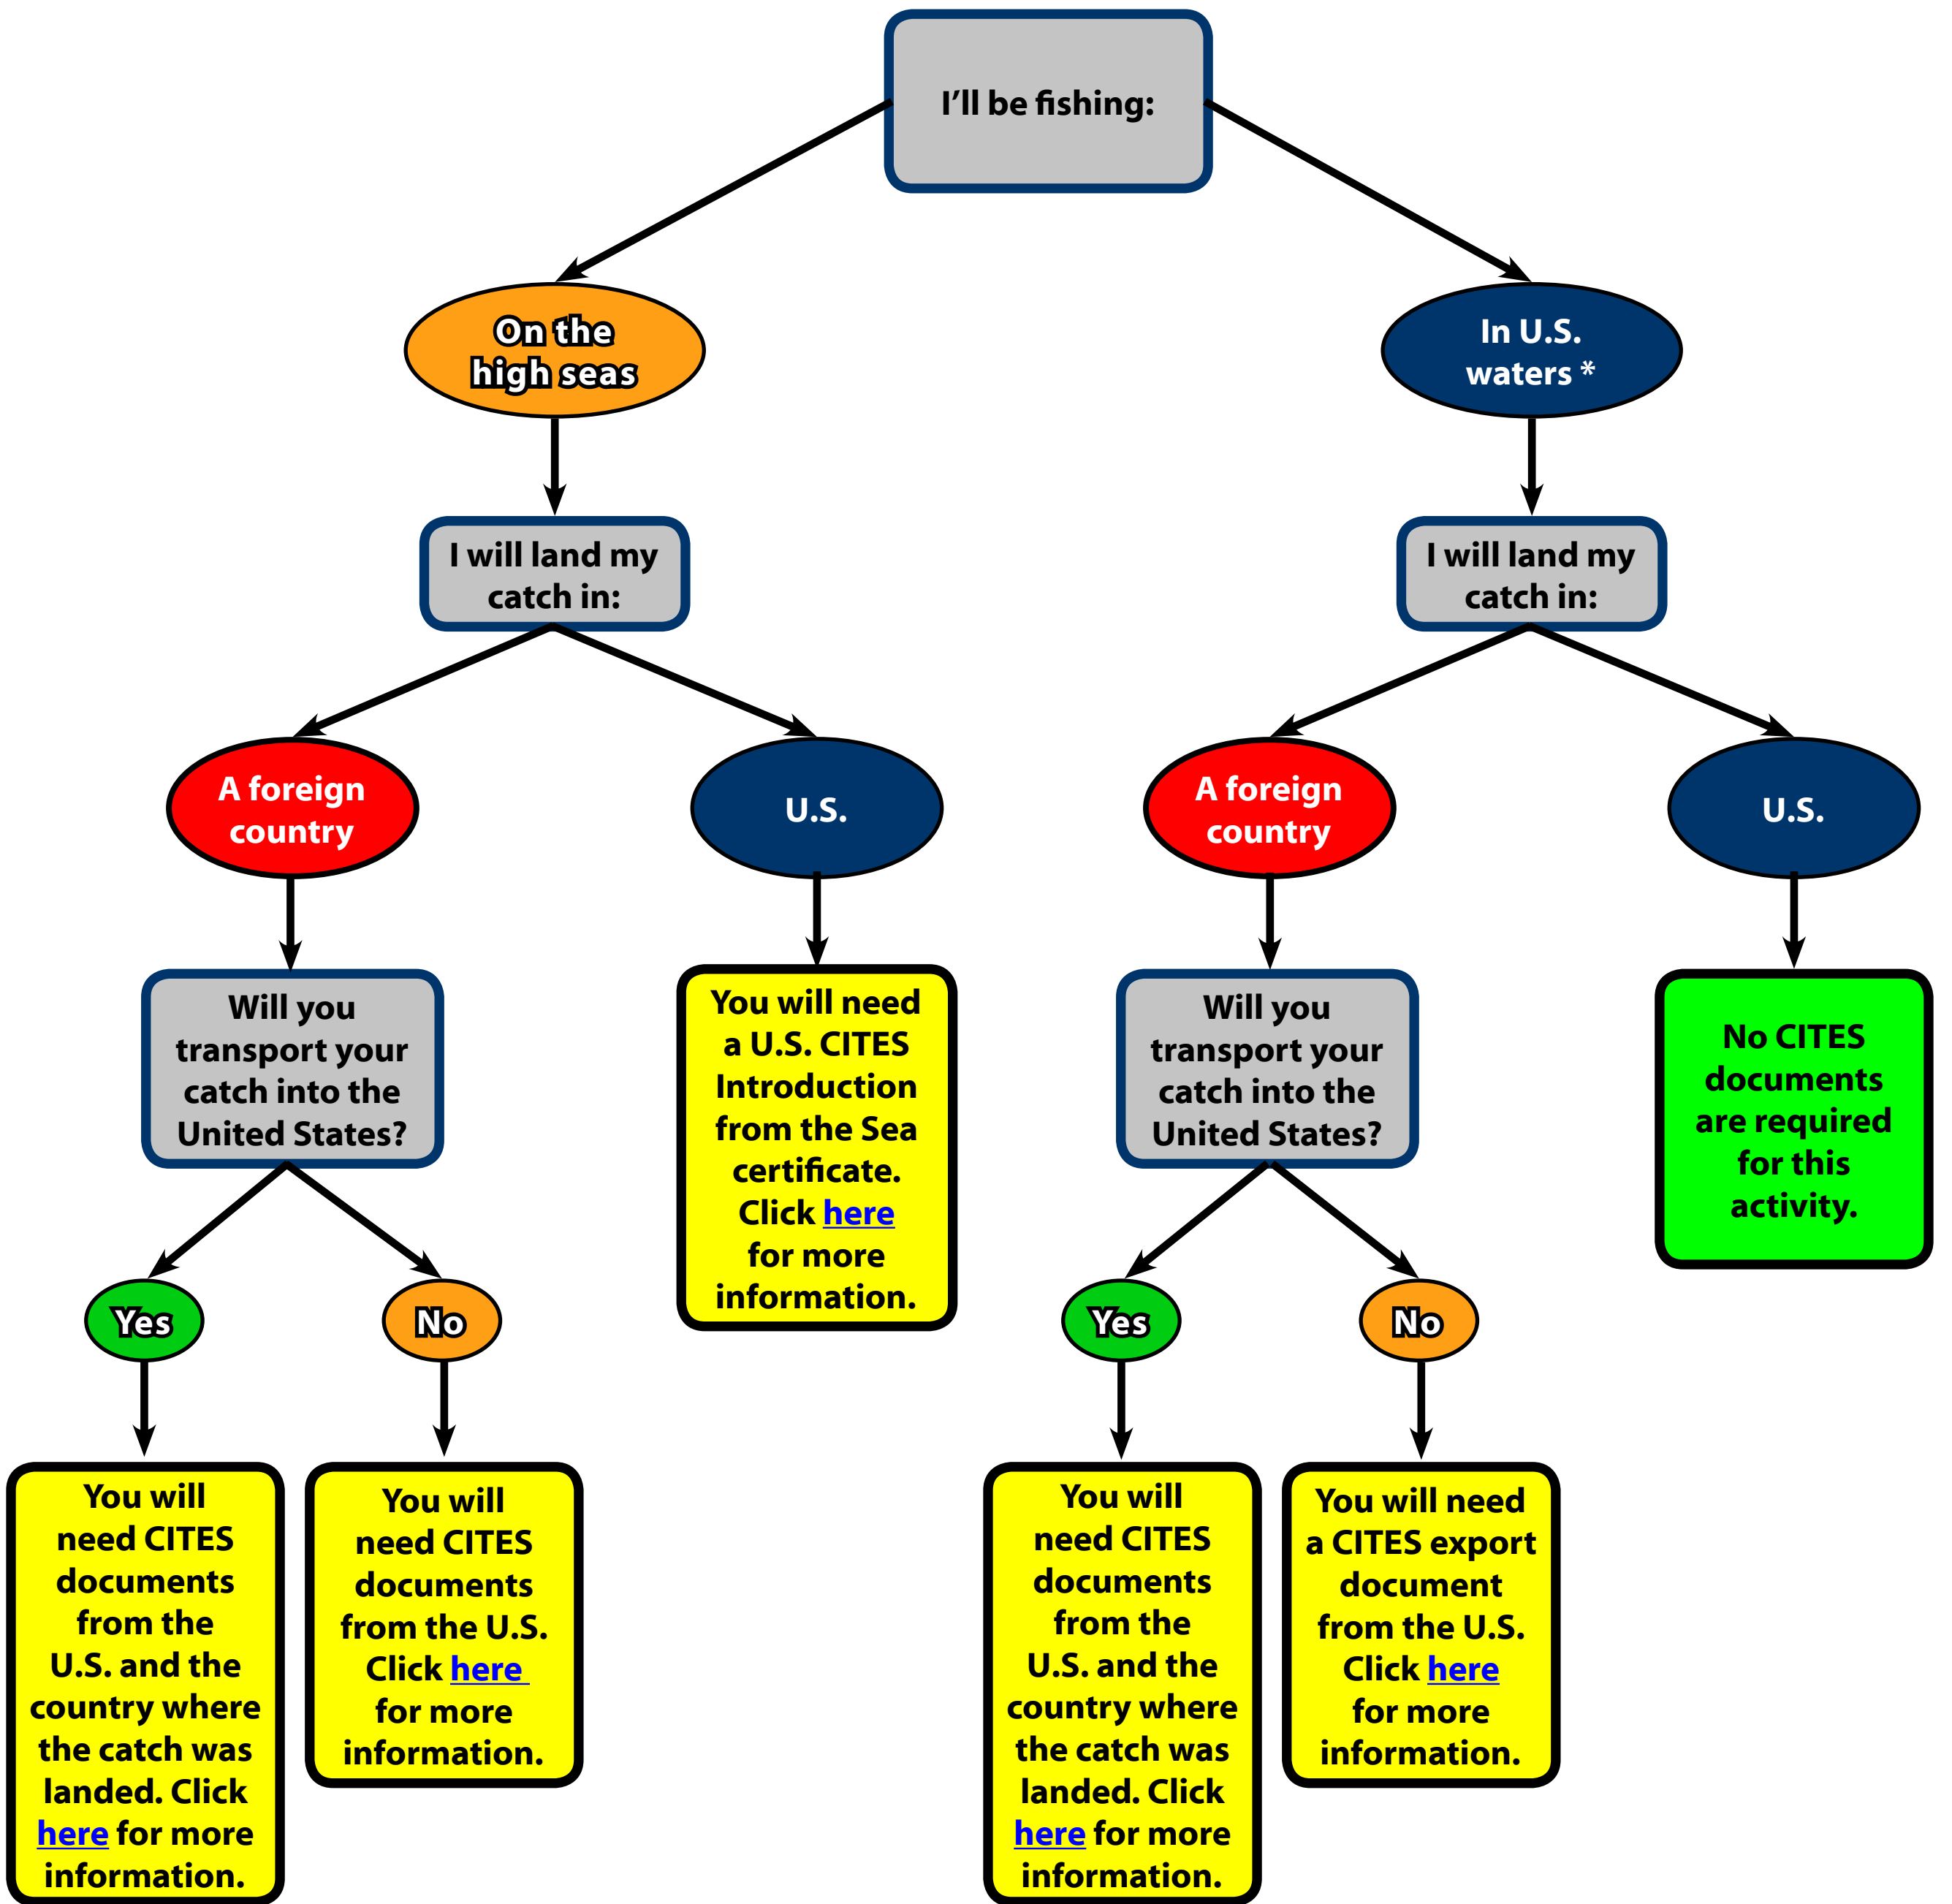 I’ll be fishing:
On the
high seas
In U.S.
waters *
I will land my
catch in:
I will land my
catch in:
A foreign
country
U.S.
A foreign
country
U.S.
Will you
transport your
catch into the
United States?
You will need
a U.S. CITES
Introduction
from the Sea
certificate.
Click here
for more
information.
Will you
transport your
catch into the
United States?
No CITES
documents
are required
for this
activity.
Yes
No
Yes
No
You will
need CITES
documents
from the
U.S. and the
country where
the catch was
landed. Click
here for more
information.
You will
need CITES
documents
from the U.S.
Click here
for more
information.
You will
need CITES
documents
from the
U.S. and the
country where
the catch was
landed. Click
here for more
information.
You will need
a CITES export
document
from the U.S.
Click here
for more
information.